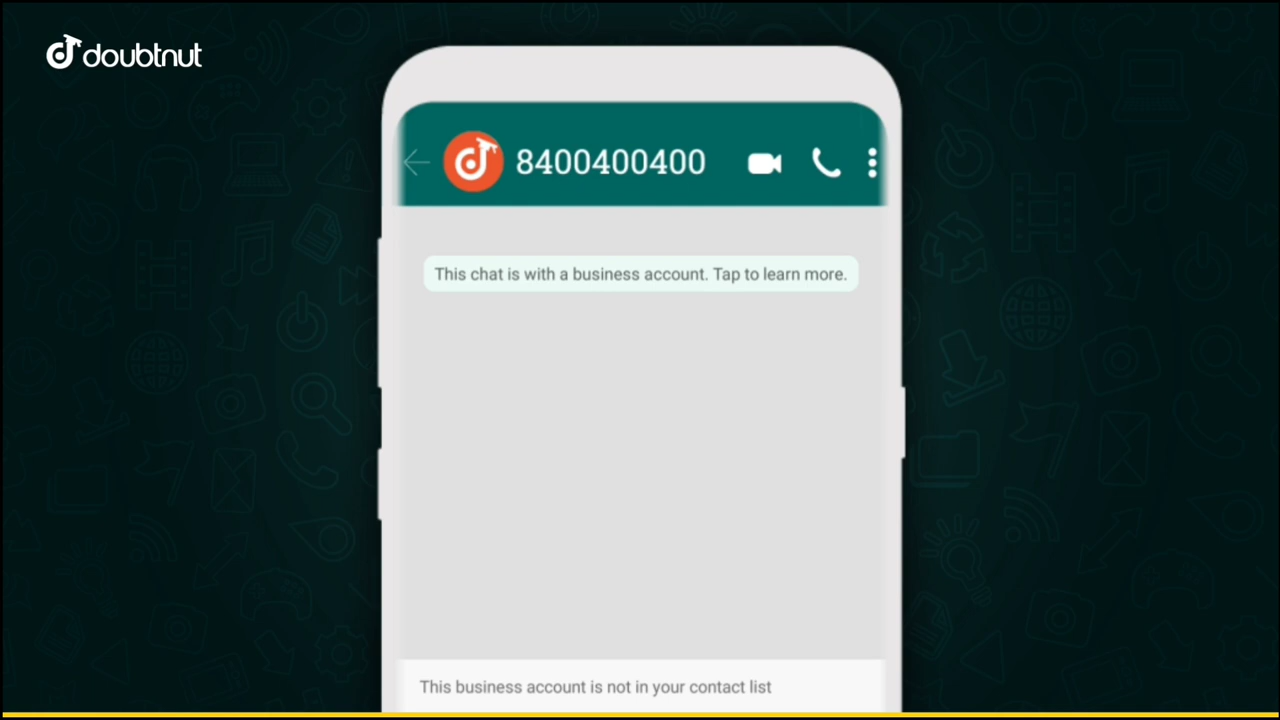 doubtnut
8400400400
This chat is with a business account. Tap to learn more.
This business account is not in your contact list